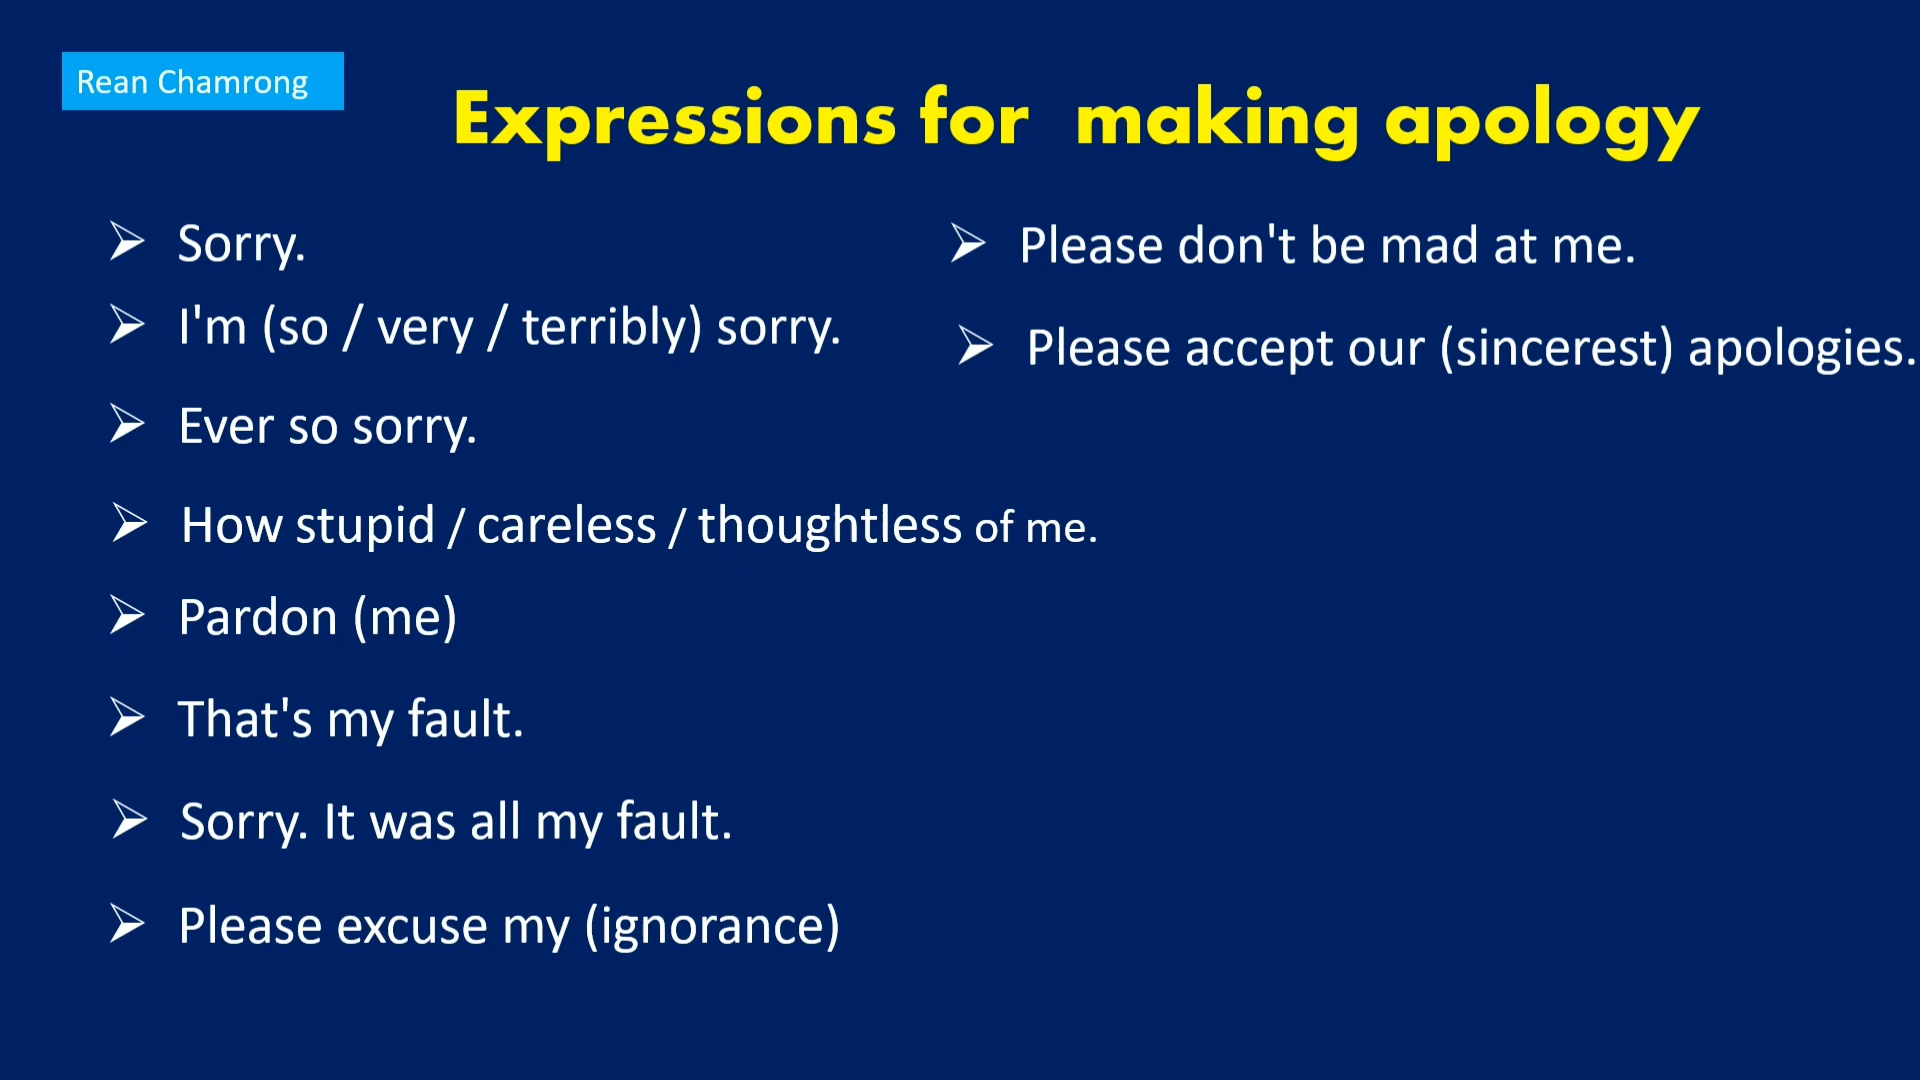 Rean Chamrong
Expressions for making apology
Sorry.
I'm (so / very / terribly) sorry.
Ever so sorry.
How stupid / careless / thoughtless of me.
Pardon (me)
That's my fault.
Sorry. It was all my fault.
Please excuse my (ignorance)
Please don't be mad at me.
Please accept our (sincerest) apologies.